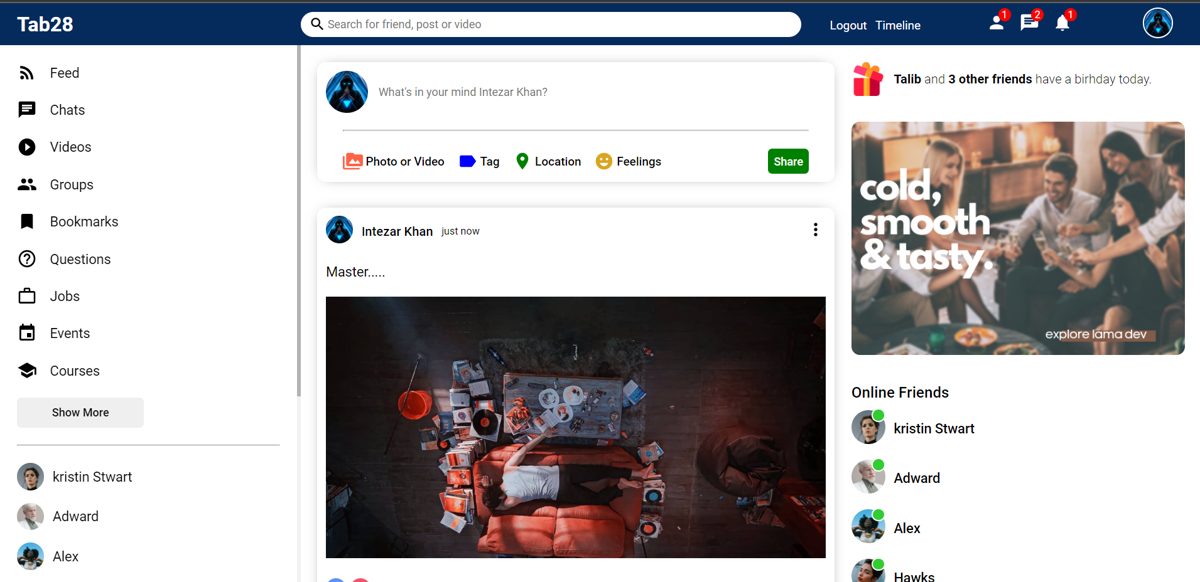 Tab28
Search for friend, post or video
Logout Timeline
1
2
1
Feed
Chats
Videos
Groups
Bookmarks
Questions
Jobs
Events
Courses
Show More
kristin Stwart
Adward
Alex
What's in your mind Intezar Khan?
Photo or Video Tag Location Feelings Share
Intezar Khan just now
Master.....
Talib and 3 other friends have a birhday today.
cold,
smooth
& tasty.
explore lama dev
Online Friends
kristin Stwart
Adward
Alex
Hawks